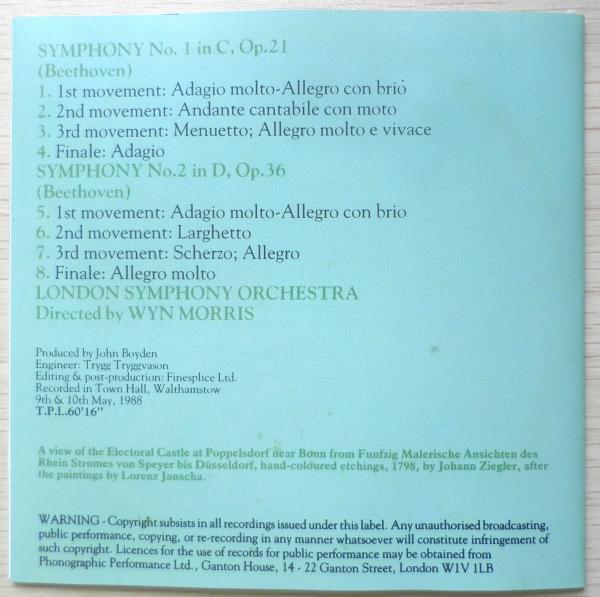 SYMPHONY No. 1 in C, Op.21
(Beethoven)
1. 1st movement: Adagio molto-Allegro con brio
2. 2nd movement: Andante cantabile con moto
3. 3rd movement: Menuetto; Allegro molto e vivace
4. Finale: Adagio
SYMPHONY No.2 in D, Op.36
(Beethoven)
5. 1st movement: Adagio molto-Allegro con brio
6. 2nd movement: Larghetto
7. 3rd movement: Scherzo; Allegro
8. Finale: Allegro molto
LONDON SYMPHONY ORCHESTRA
Directed by WYN MORRIS
Produced by John Boyden
Engineer: Trygg Tryggvason
Editing & post-production: Finesplice Ltd.
Recorded in Town Hall, Walthamstow
9th & 10th May, 1988
T.P.L.60'16"
A view of the Electoral Castle at Poppelsdorf near Bonn from Funfzig Malerische Ansichten des
Rhein Stromes von Speyer bis Düsseldorf, hand-coloured etchings, 1798, by Johann Ziegler, after
the paintings by Lorenz Janscha.
WARNING - Copyright subsists in all recordings issued under this label. Any unauthorised broadcasting,
public performance, copying, or re-recording in any manner whatsoever will constitute infringement of
such copyright. Licences for the use of records for public performance may be obtained from
Phonographic Performance Ltd., Ganton House, 14 - 22 Ganton Street, London W1V 1LB